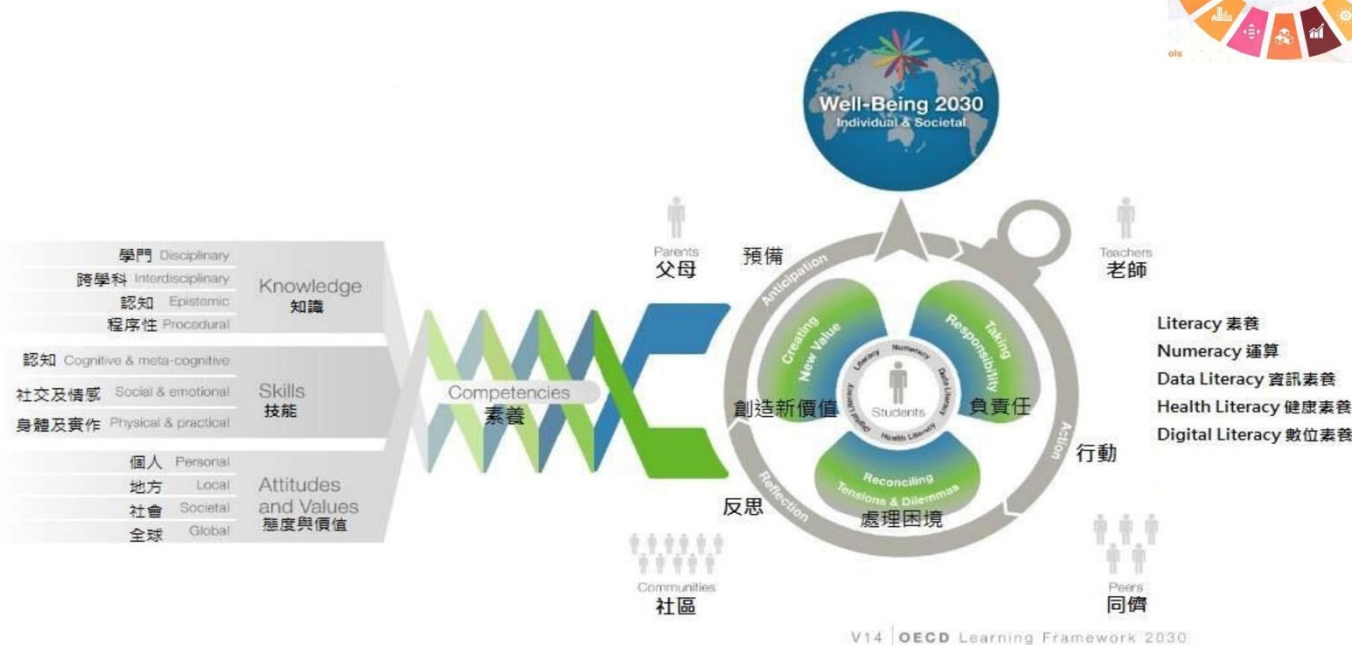 ols
Well-Being 2030
Individual & Societal
Parents
父母
預備
Teachers
老師
學門 Disciplinary
跨學科 Interdisciplinary
認知 Epistemic
程序性 Procedural
Knowledge
知識
認知 Cognitive & meta-cognitive
社交及情感 Social & emotional
身體及實作 Physical & practical
Skills
技能
個人 Personal
地方 Local
社會 Societal
全球 Global
Attitudes
and Values
態度與價值
Competencies
素養
Anticipation
Action
Reflection
Creating
New Value
創造新價值
Taking
Responsibility
負責任
Reconciling
Tensions & Dilemmas
處理困境
Literacy
Numeracy
Data Literacy
Health Literacy
Digital Literacy
Students
行動
反思
Communities
社區
Peers
同儕
Literacy 素養
Numeracy 運算
Data Literacy 資訊素養
Health Literacy 健康素養
Digital Literacy 數位素養
V14 | OECD Learning Framework 2030